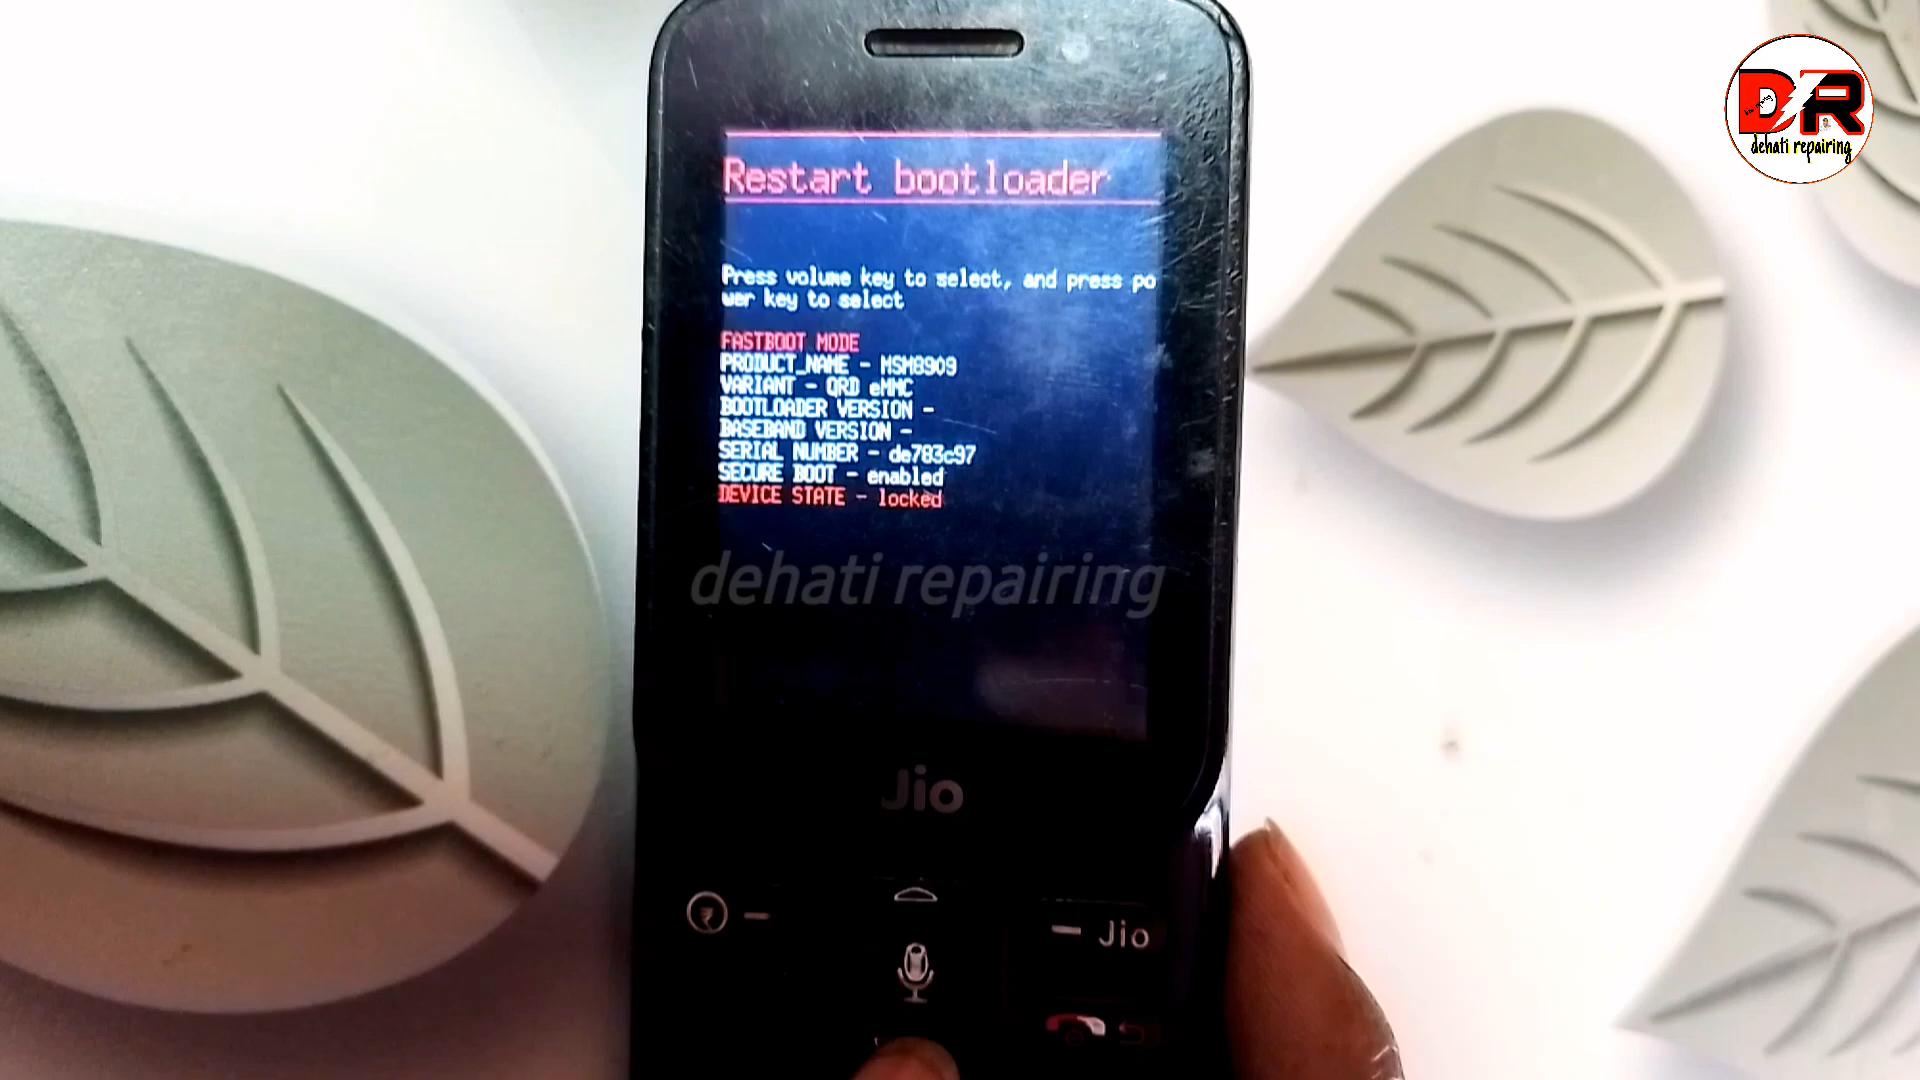 DR
dehati repairing
Restart bootloader
Press volume key to select, and press po
wer key to select
FASTBOOT MODE
PRODUCT_NAME - MSM8909
VARIANT - QRD eMMC
BOOTLOADER VERSION -
BASEBAND VERSION -
SERIAL NUMBER - de783c97
SECURE BOOT - enabled
DEVICE STATE - locked
dehati repairing
Jio
₹ —
— Jio